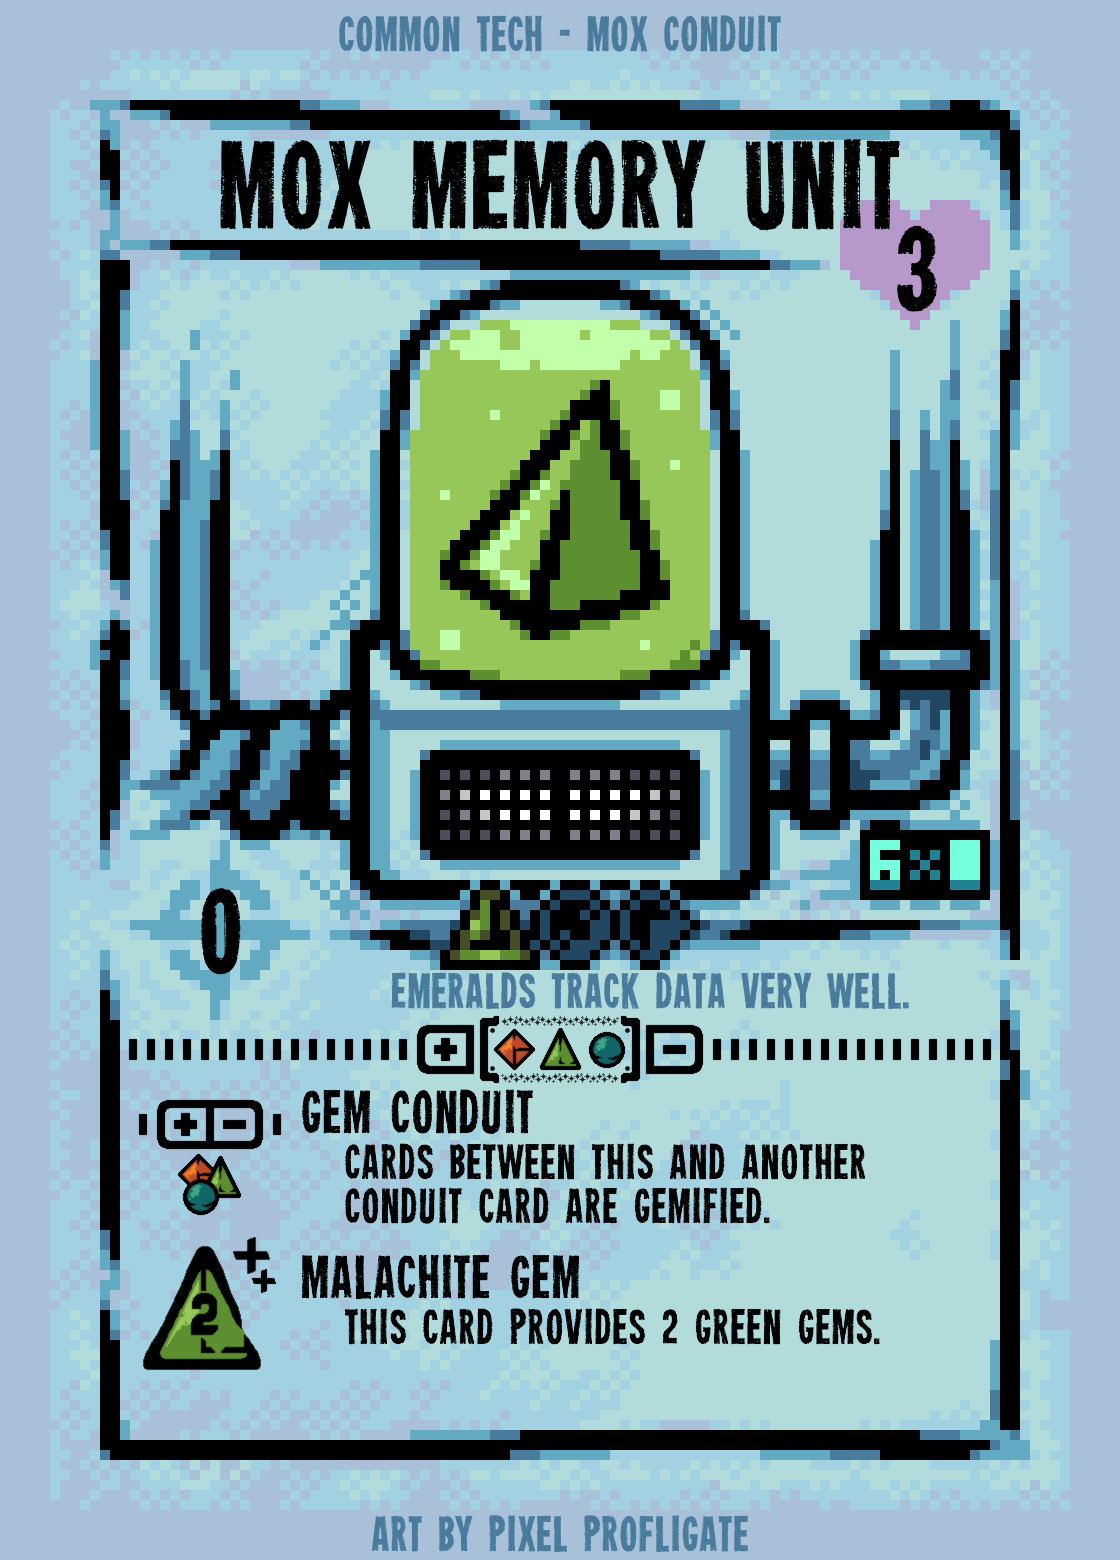 COMMON TECH - MOX CONDUIT
MOX MEMORY UNIT
3
6x
0
EMERALDS TRACK DATA VERY WELL.
GEM CONDUIT
CARDS BETWEEN THIS AND ANOTHER
CONDUIT CARD ARE GEMIFIED.
2
MALACHITE GEM
THIS CARD PROVIDES 2 GREEN GEMS.
ART BY PIXEL PROFLIGATE